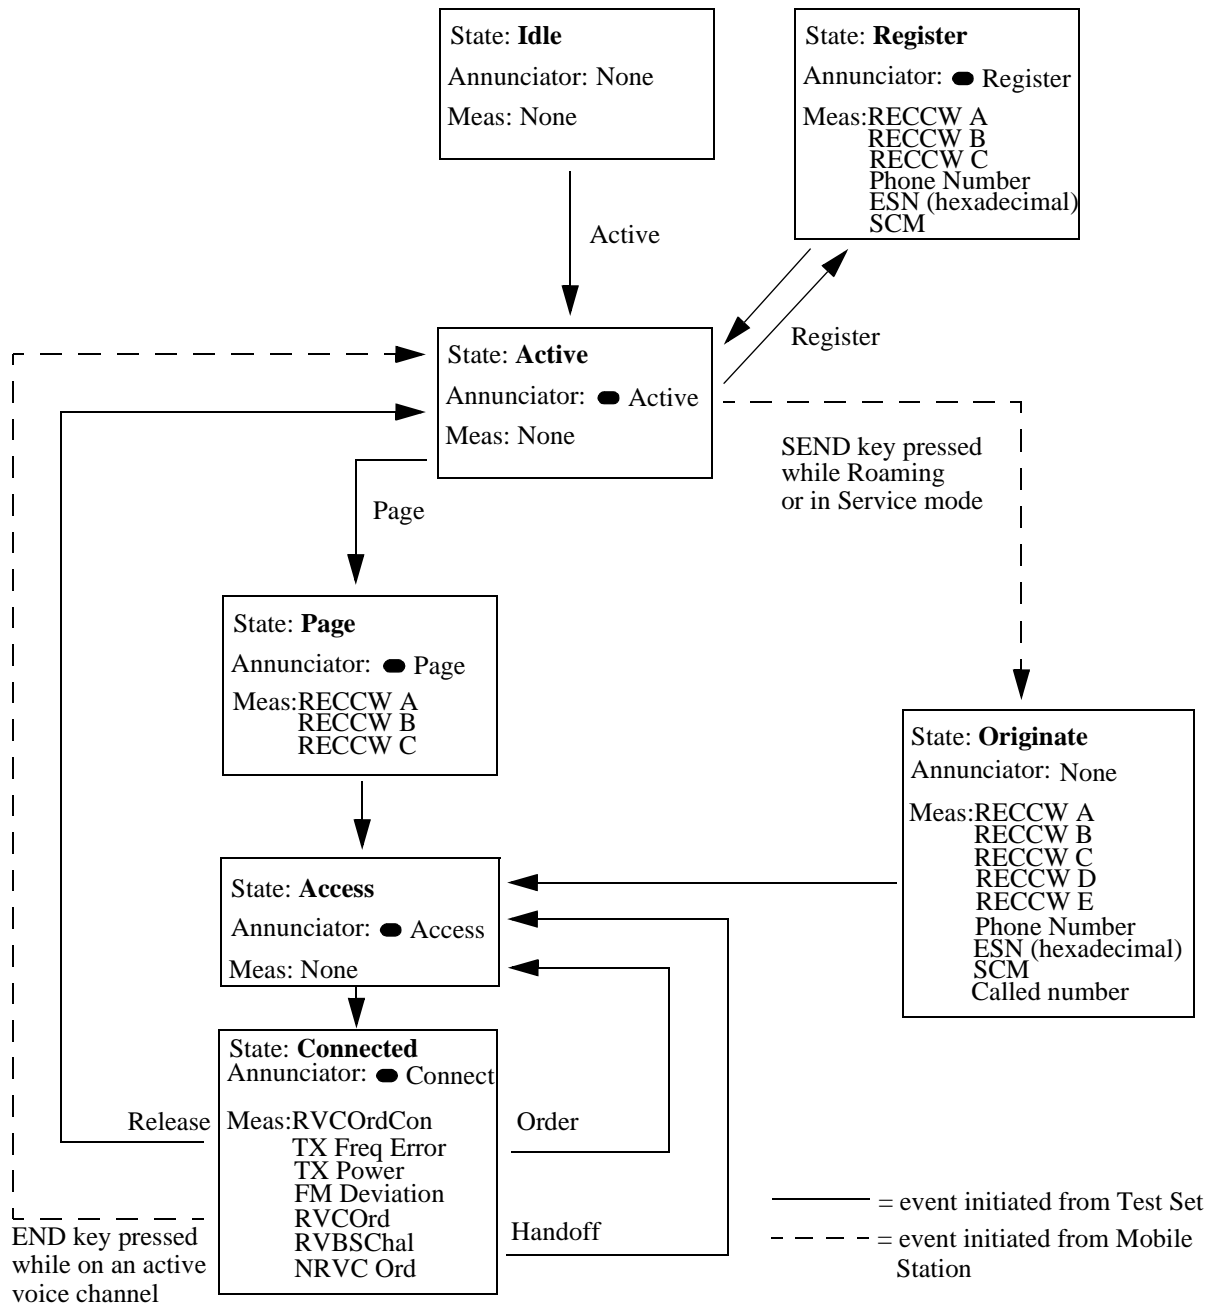 State: Idle
Annunciator: None
Meas: None
State: Register
Annunciator: Register
Meas:RECCW A
RECCW B
RECCW C
Phone Number
ESN (hexadecimal)
SCM
Active
Register
State: Active
Annunciator: Active
Meas: None
SEND key pressed
while Roaming
or in Service mode
Page
State: Page
Annunciator: Page
Meas:RECCW A
RECCW B
RECCW C
State: Originate
Annunciator: None
Meas:RECCW A
RECCW B
RECCW C
RECCW D
RECCW E
Phone Number
ESN (hexadecimal)
SCM
Called number
State: Access
Annunciator: Access
Meas: None
State: Connected
Annunciator: Connect
Meas:RVCOrdCon
TX Freq Error
TX Power
FM Deviation
RVCOrd
RVBSChal
NRVC Ord
Release
Order
Handoff
END key pressed
while on an active
voice channel
= event initiated from Test Set
= event initiated from Mobile
Station